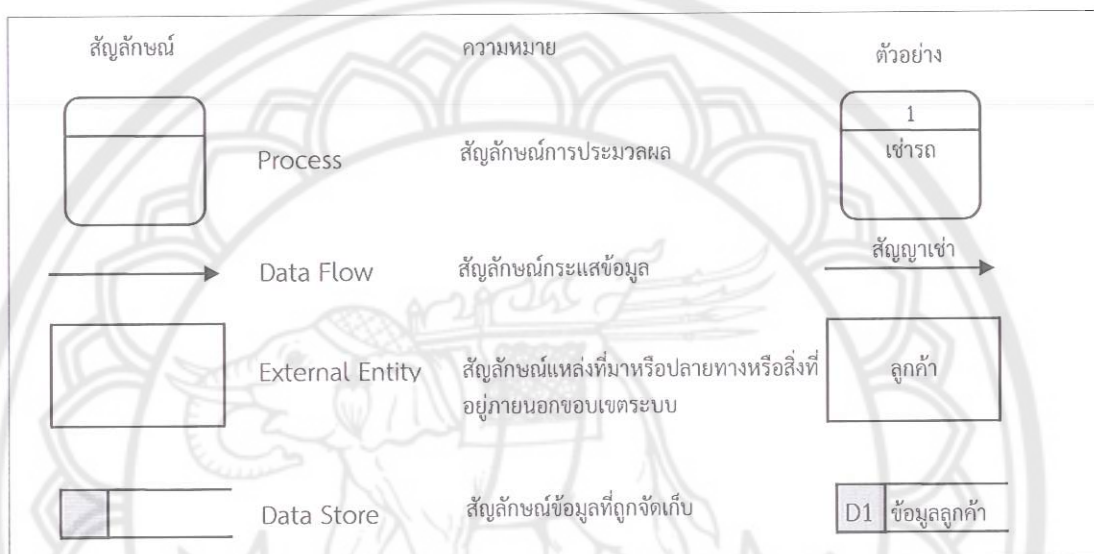 สัญลักษณ์ ความหมาย ตัวอย่าง
Process สัญลักษณ์การประมวลผล 1
เช่ารถ
Data Flow สัญลักษณ์กระแสข้อมูล สัญญาเช่า
External Entity สัญลักษณ์แหล่งที่มาหรือปลายทางหรือสิ่งที่ ลูกค้า
อยู่ภายนอกขอบเขตระบบ
Data Store สัญลักษณ์ข้อมูลที่ถูกจัดเก็บ D1 ข้อมูลลูกค้า